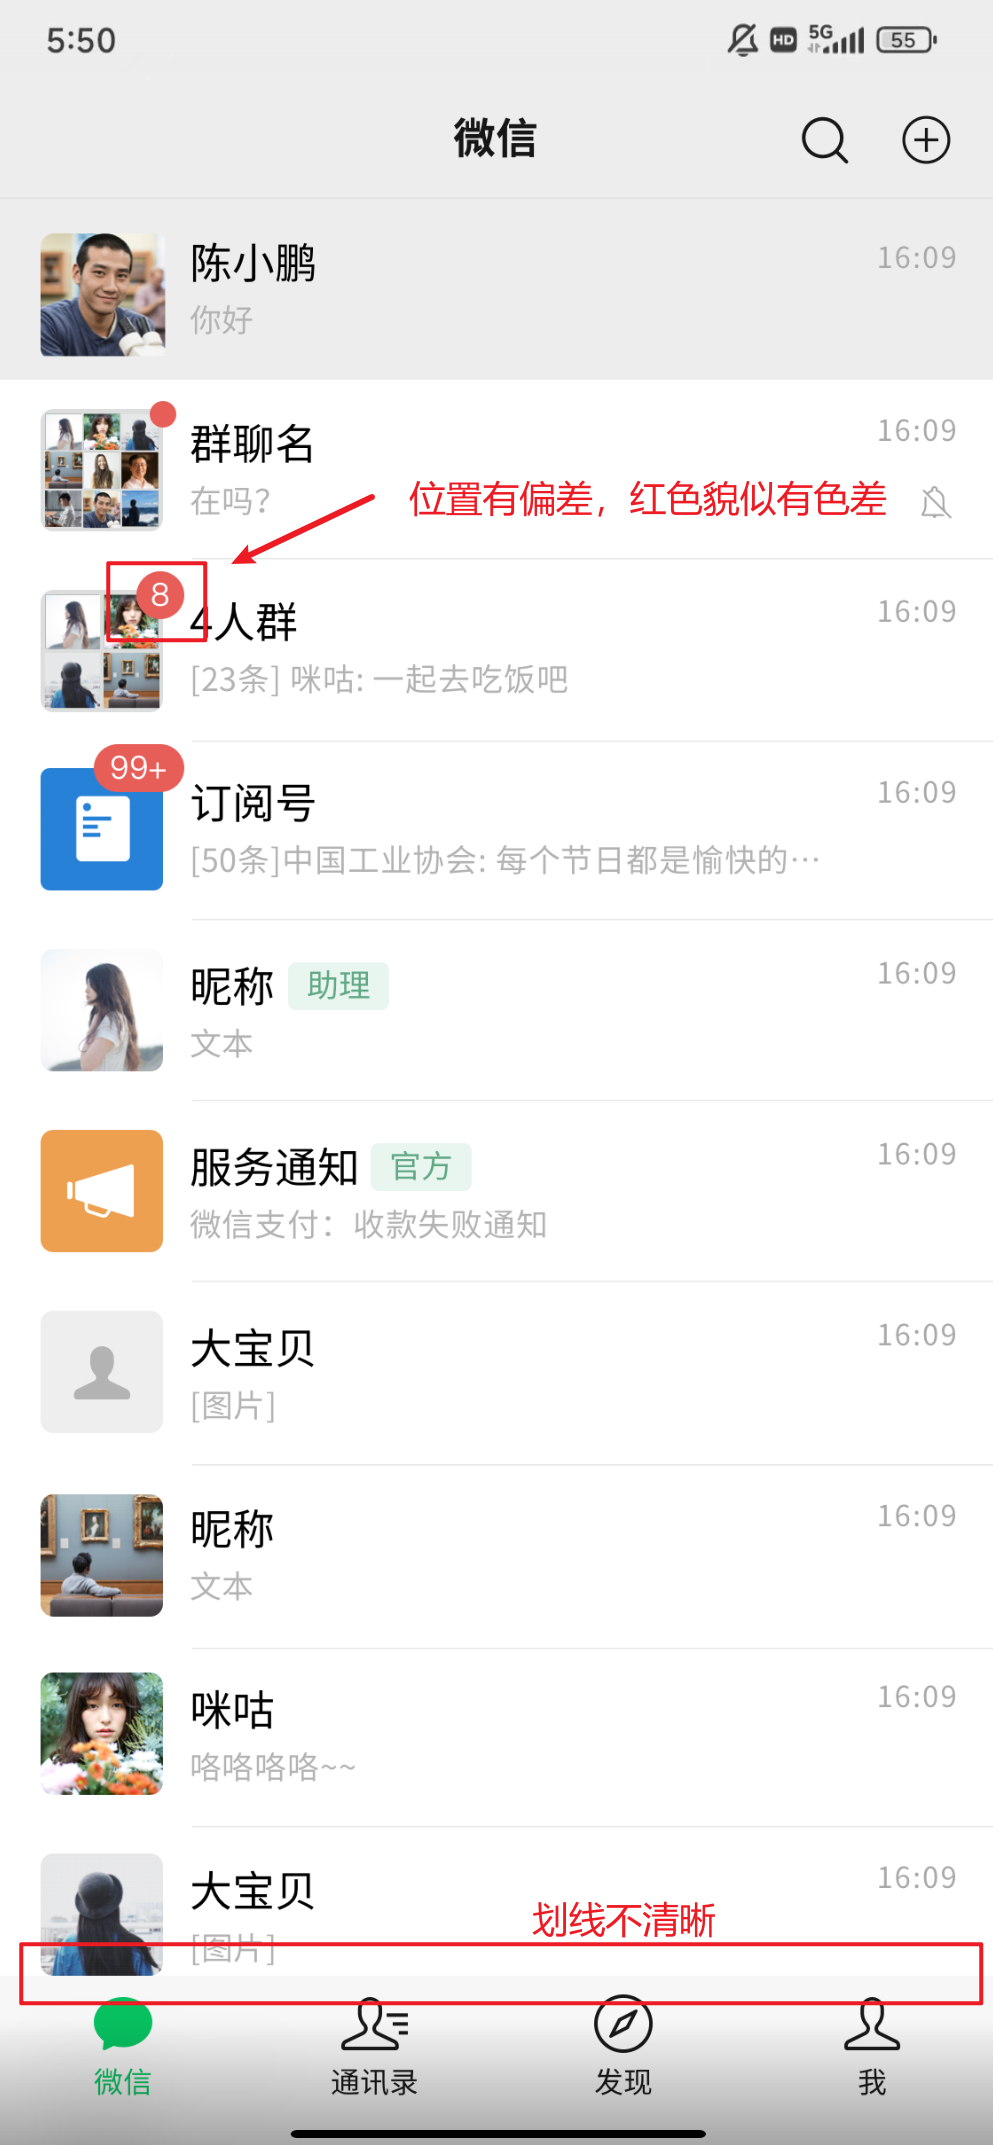 5:50
HD 5G 55
微信
陈小鹏 16:09
你好
群聊名 16:09
在吗?
位置有偏差，红色貌似有色差
8
4人群 16:09
[23条] 咪咕: 一起去吃饭吧
99+
订阅号 16:09
[50条]中国工业协会: 每个节日都是愉快的…
昵称 助理 16:09
文本
服务通知 官方 16:09
微信支付：收款失败通知
大宝贝 16:09
[图片]
昵称 16:09
文本
咪咕 16:09
咯咯咯咯~~
大宝贝 16:09
划线不清晰
[图片]
微信 通讯录 发现 我